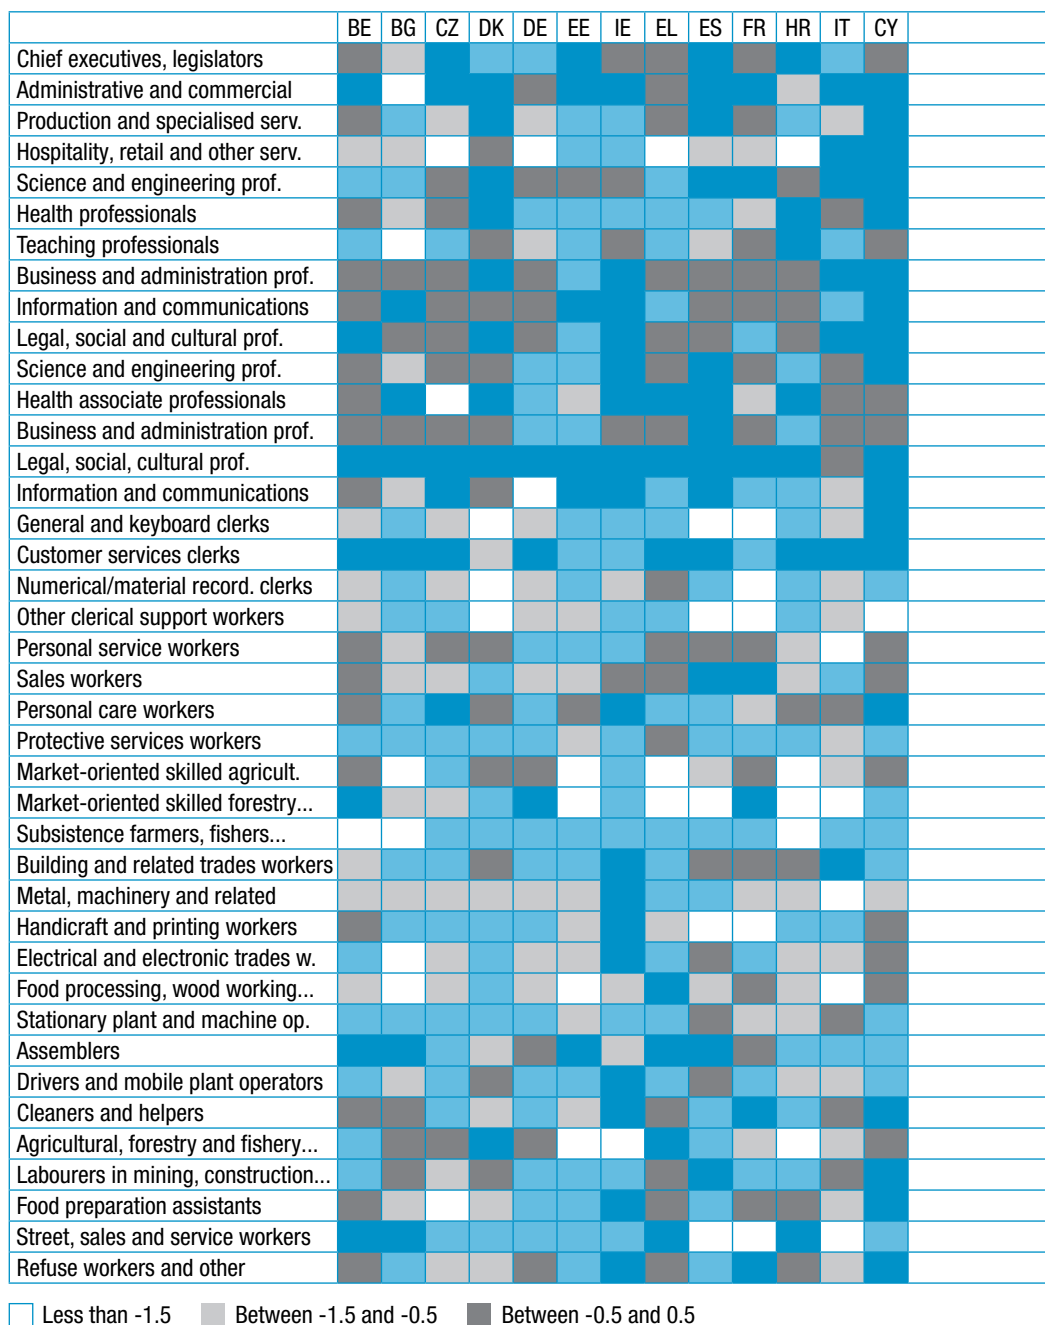 BE BG CZ DK DE EE IE EL ES FR HR IT CY
Chief executives, legislators
Administrative and commercial
Production and specialised serv.
Hospitality, retail and other serv.
Science and engineering prof.
Health professionals
Teaching professionals
Business and administration prof.
Information and communications
Legal, social and cultural prof.
Science and engineering prof.
Health associate professionals
Business and administration prof.
Legal, social, cultural prof.
Information and communications
General and keyboard clerks
Customer services clerks
Numerical/material record. clerks
Other clerical support workers
Personal service workers
Sales workers
Personal care workers
Protective services workers
Market-oriented skilled agricult.
Market-oriented skilled forestry...
Subsistence farmers, fishers...
Building and related trades workers
Metal, machinery and related
Handicraft and printing workers
Electrical and electronic trades w.
Food processing, wood working...
Stationary plant and machine op.
Assemblers
Drivers and mobile plant operators
Cleaners and helpers
Agricultural, forestry and fishery...
Labourers in mining, construction...
Food preparation assistants
Street, sales and service workers
Refuse workers and other
Less than -1.5 Between -1.5 and -0.5 Between -0.5 and 0.5